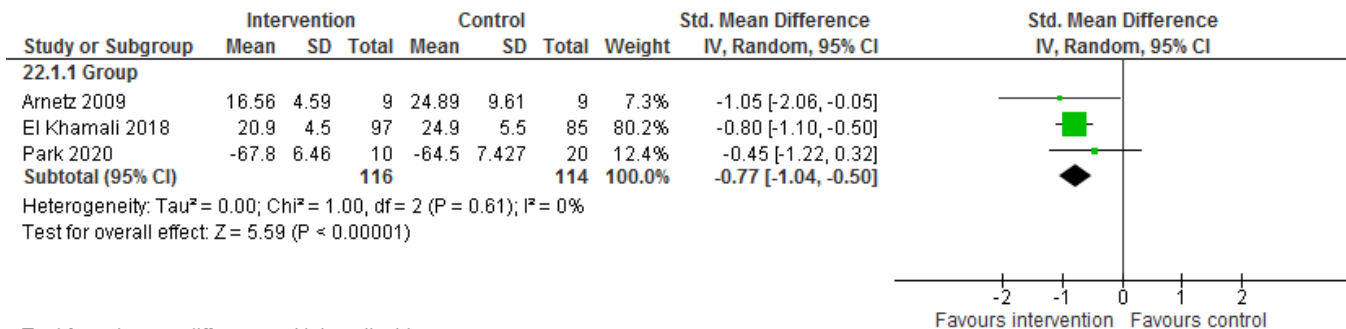 Intervention Control Std. Mean Difference Std. Mean Difference
Study or Subgroup Mean SD Total Mean SD Total Weight IV, Random, 95% CI IV, Random, 95% CI
22.1.1 Group
Arnetz 2009 16.56 4.59 9 24.89 9.61 9 7.3% -1.05 [-2.06, -0.05]
El Khamali 2018 20.9 4.5 97 24.9 5.5 85 80.2% -0.80 [-1.10, -0.50]
Park 2020 -67.8 6.46 10 -64.5 7.427 20 12.4% -0.45 [-1.22, 0.32]
Subtotal (95% CI) 116 114 100.0% -0.77 [-1.04, -0.50]
Heterogeneity: Tau² = 0.00; Chi² = 1.00, df = 2 (P = 0.61); I² = 0%
Test for overall effect: Z = 5.59 (P < 0.00001)
-2 -1 0 1 2
Favours intervention Favours control